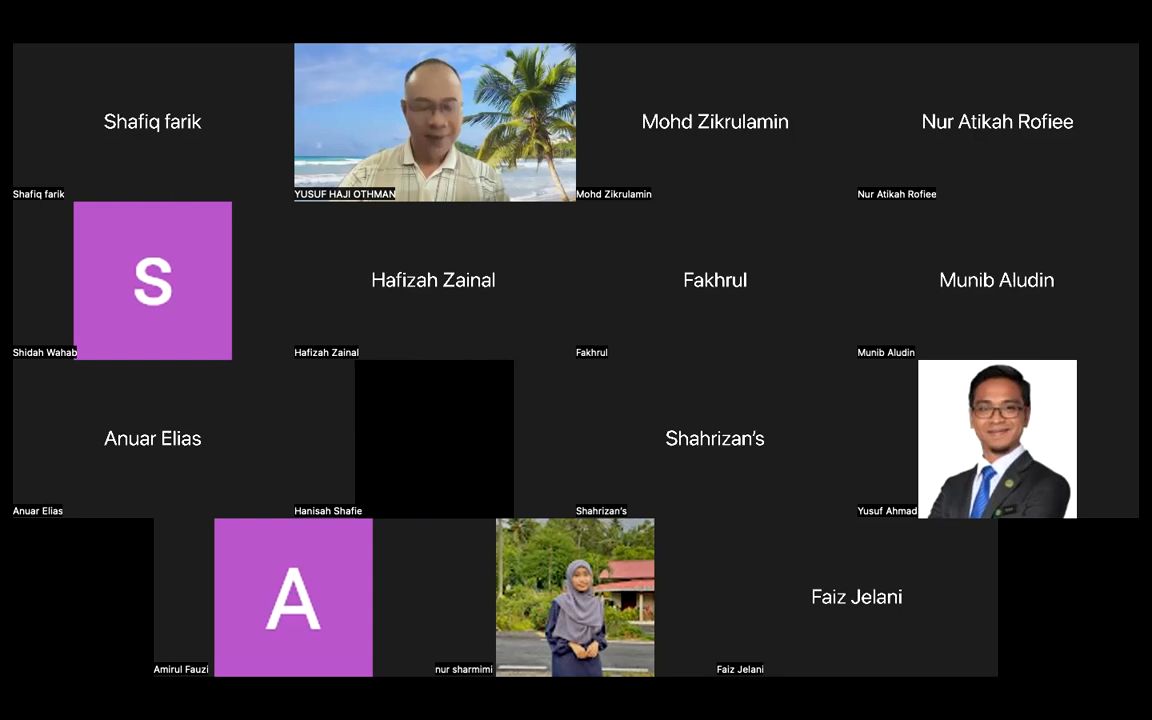 Shafiq farik
Shafiq farik
YUSUF HAJI OTHMAN
Mohd Zikrulamin
Mohd Zikrulamin
Nur Atikah Rofiee
Nur Atikah Rofiee
S
Shidah Wahab
Hafizah Zainal
Hafizah Zainal
Fakhrul
Fakhrul
Munib Aludin
Munib Aludin
Anuar Elias
Anuar Elias
Hanisah Shafie
Shahrizan’s
Shahrizan’s
Yusuf Ahmad
A
Amirul Fauzi
nur sharmimi
Faiz Jelani
Faiz Jelani